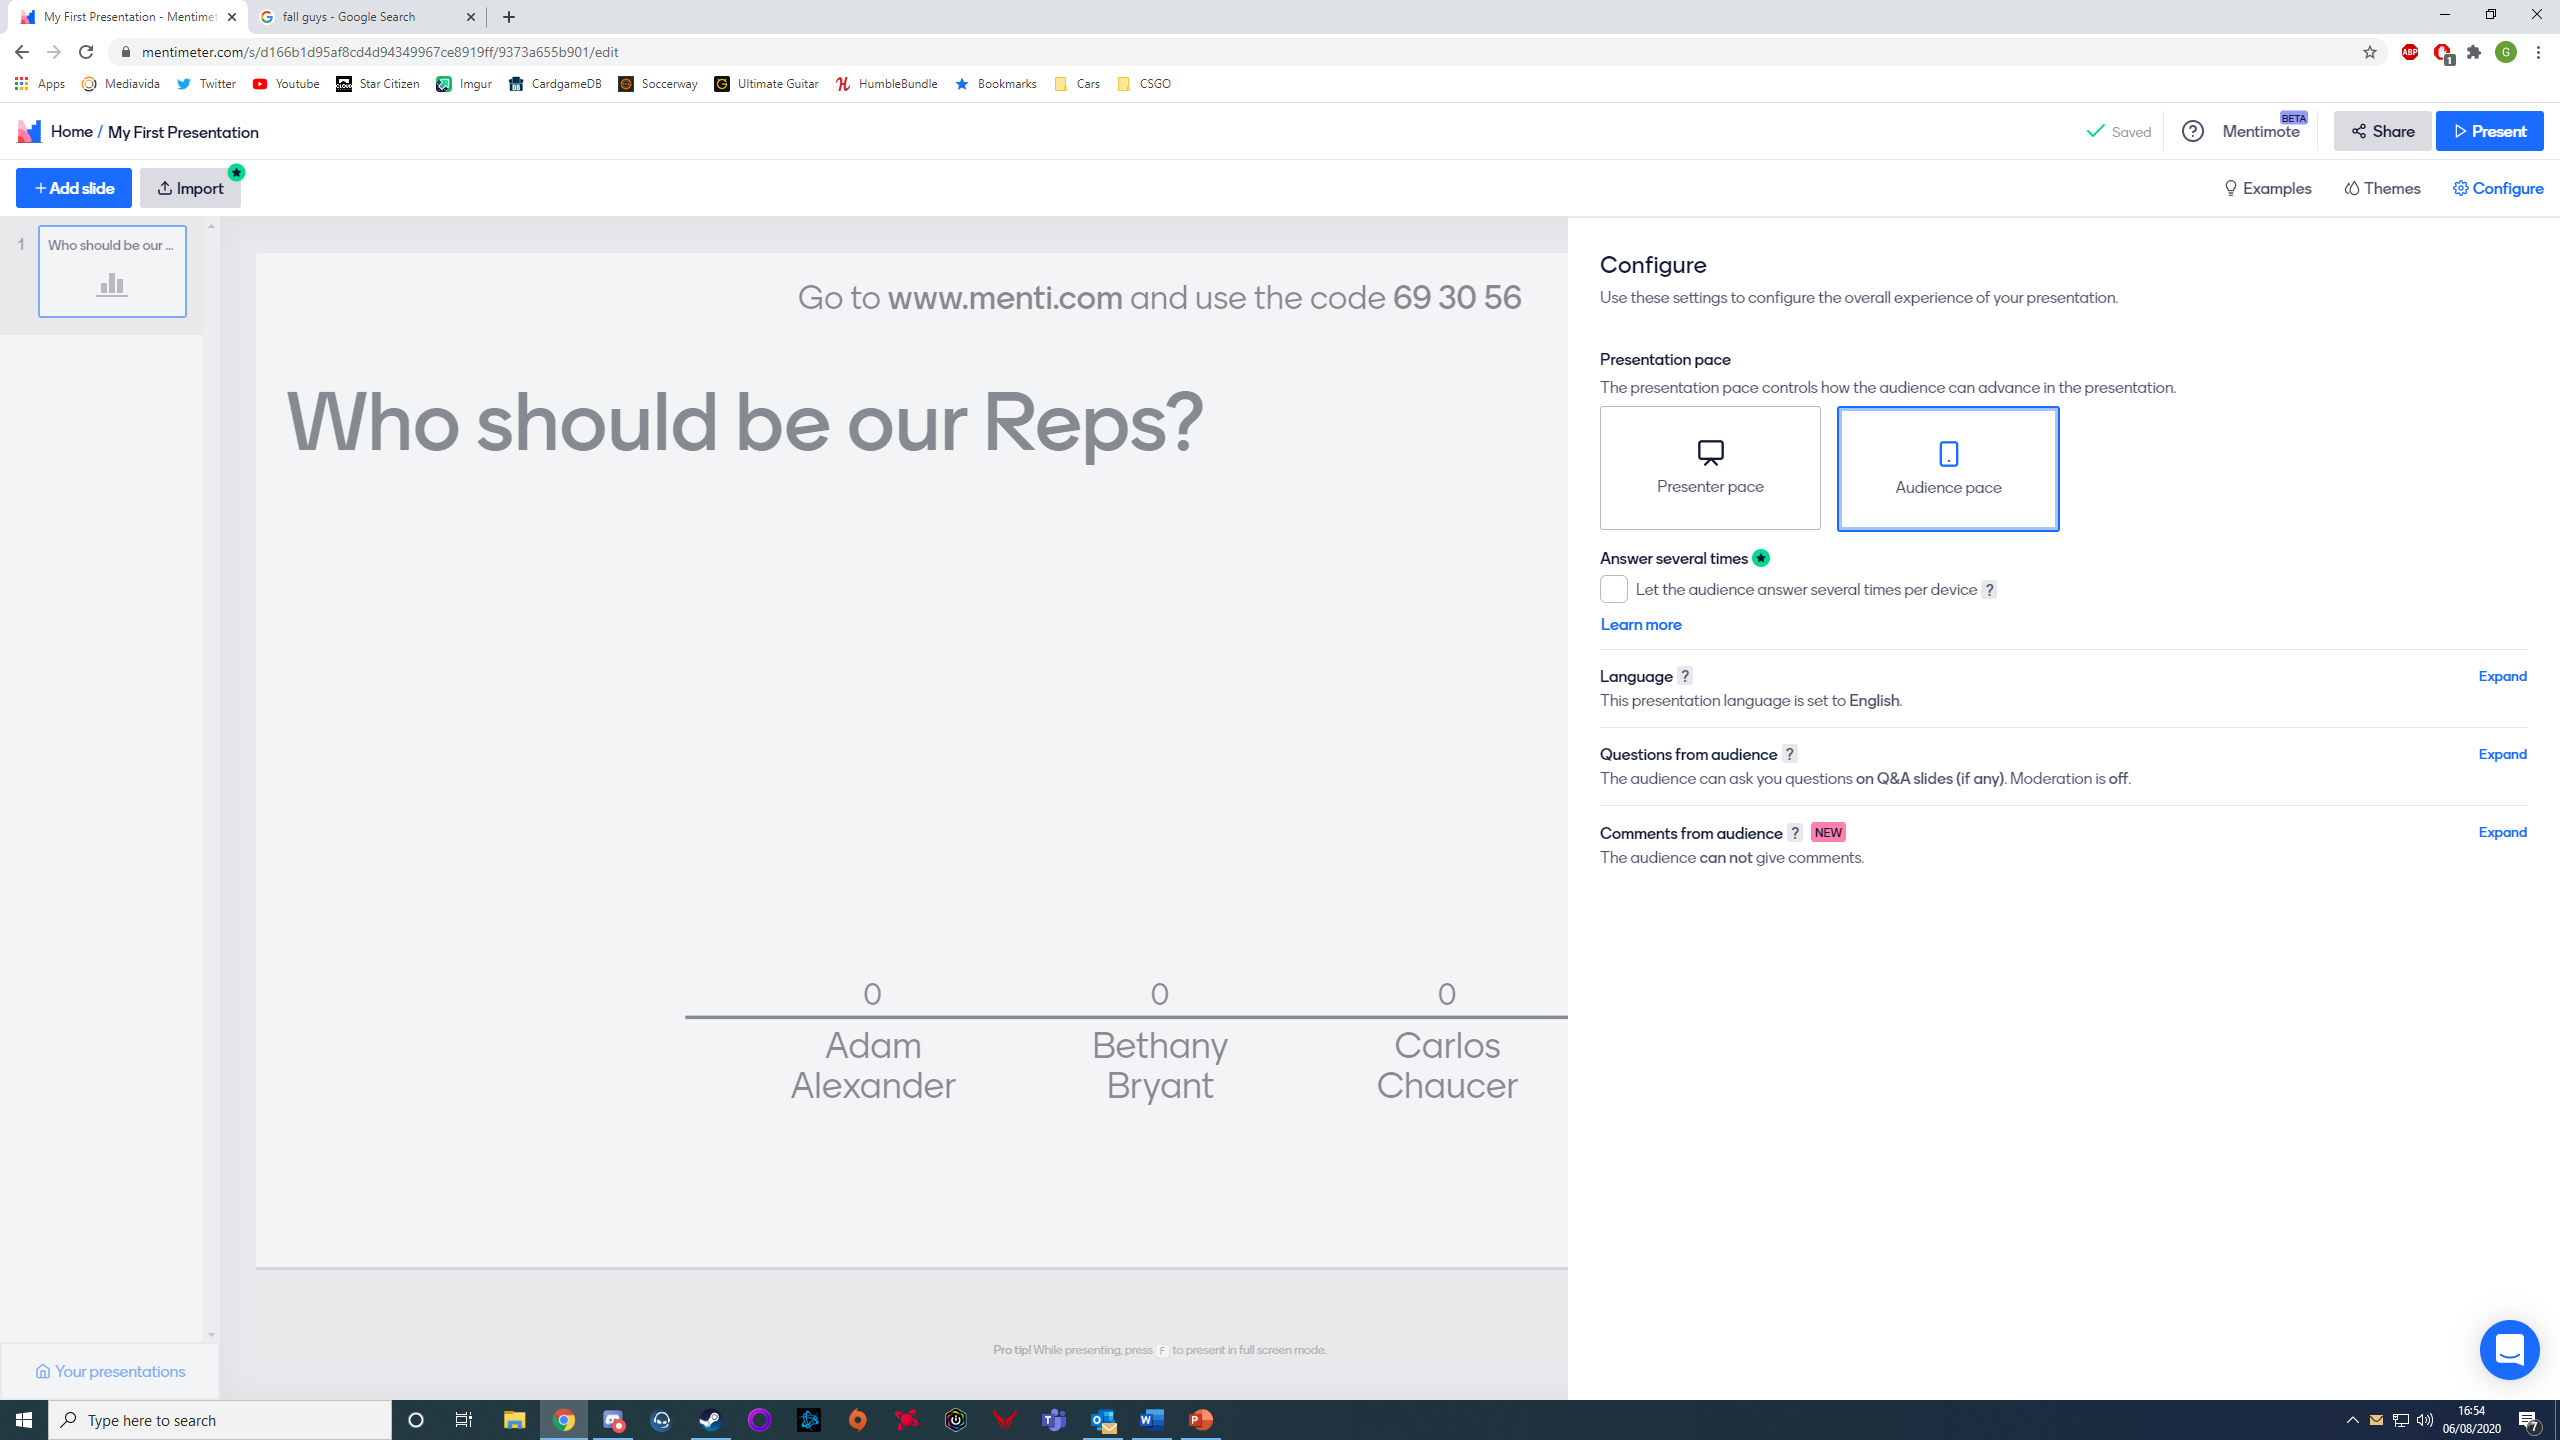 My First Presentation - Mentimet
fall guys - Google Search
mentimeter.com/s/d166b1d95af8cd4d94349967ce8919ff/9373a655b901/edit
ABP
1
G
Apps
Mediavida
Twitter
Youtube
Star Citizen
Imgur
CardgameDB
Soccerway
Ultimate Guitar
HumbleBundle
Bookmarks
Cars
CSGO
Home / My First Presentation
Saved
Mentimote
BETA
Share
Present
+ Add slide
Import
Examples
Themes
Configure
1
Who should be our ...
Go to www.menti.com and use the code 69 30 56
Who should be our Reps?
0
0
0
Adam
Alexander
Bethany
Bryant
Carlos
Chaucer
Pro tip! While presenting, press F to present in full screen mode.
Your presentations
Configure
Use these settings to configure the overall experience of your presentation.
Presentation pace
The presentation pace controls how the audience can advance in the presentation.
Presenter pace
Audience pace
Answer several times
Let the audience answer several times per device ?
Learn more
Language ?
Expand
This presentation language is set to English.
Questions from audience ?
Expand
The audience can ask you questions on Q&A slides (if any). Moderation is off.
Comments from audience ? NEW
Expand
The audience can not give comments.
Type here to search
16:54
06/08/2020
7